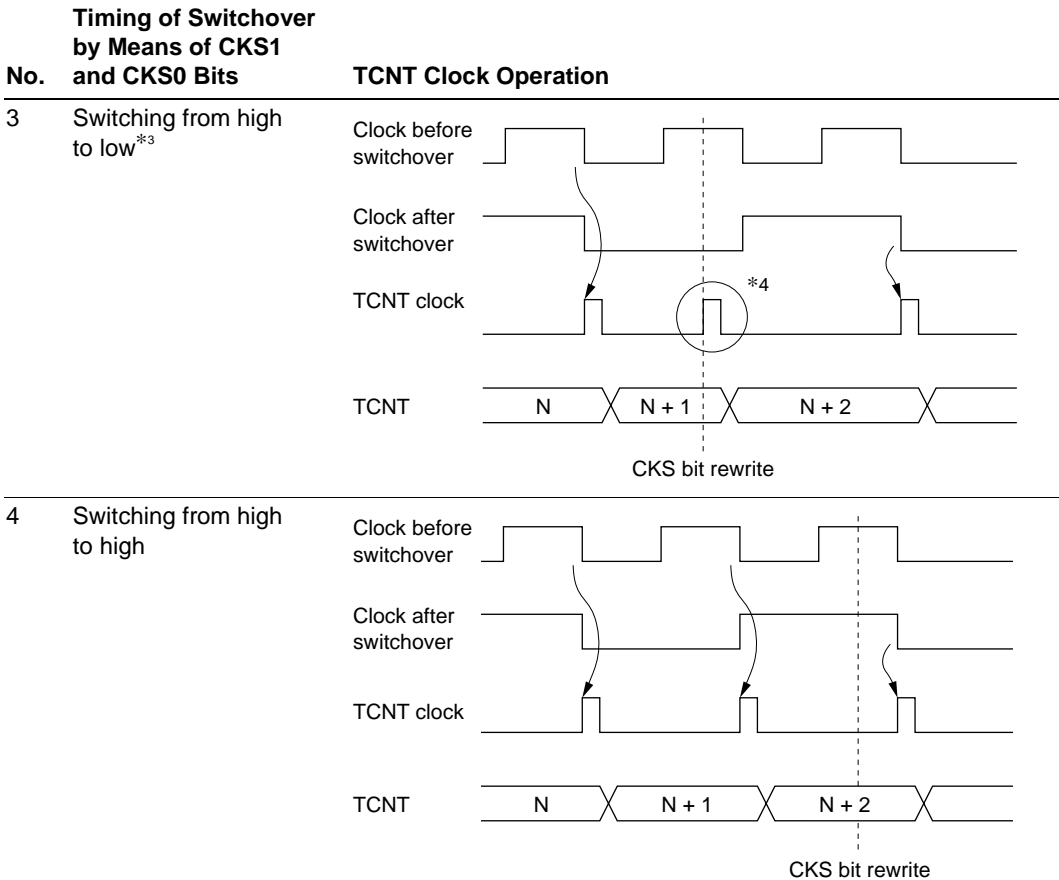 Timing of Switchover
by Means of CKS1
No. and CKS0 Bits TCNT Clock Operation
3 Switching from high
to low*3
Clock before
switchover
Clock after
switchover
*4
TCNT clock
TCNT N N + 1 N + 2
CKS bit rewrite
4 Switching from high
to high
Clock before
switchover
Clock after
switchover
TCNT clock
TCNT N N + 1 N + 2
CKS bit rewrite